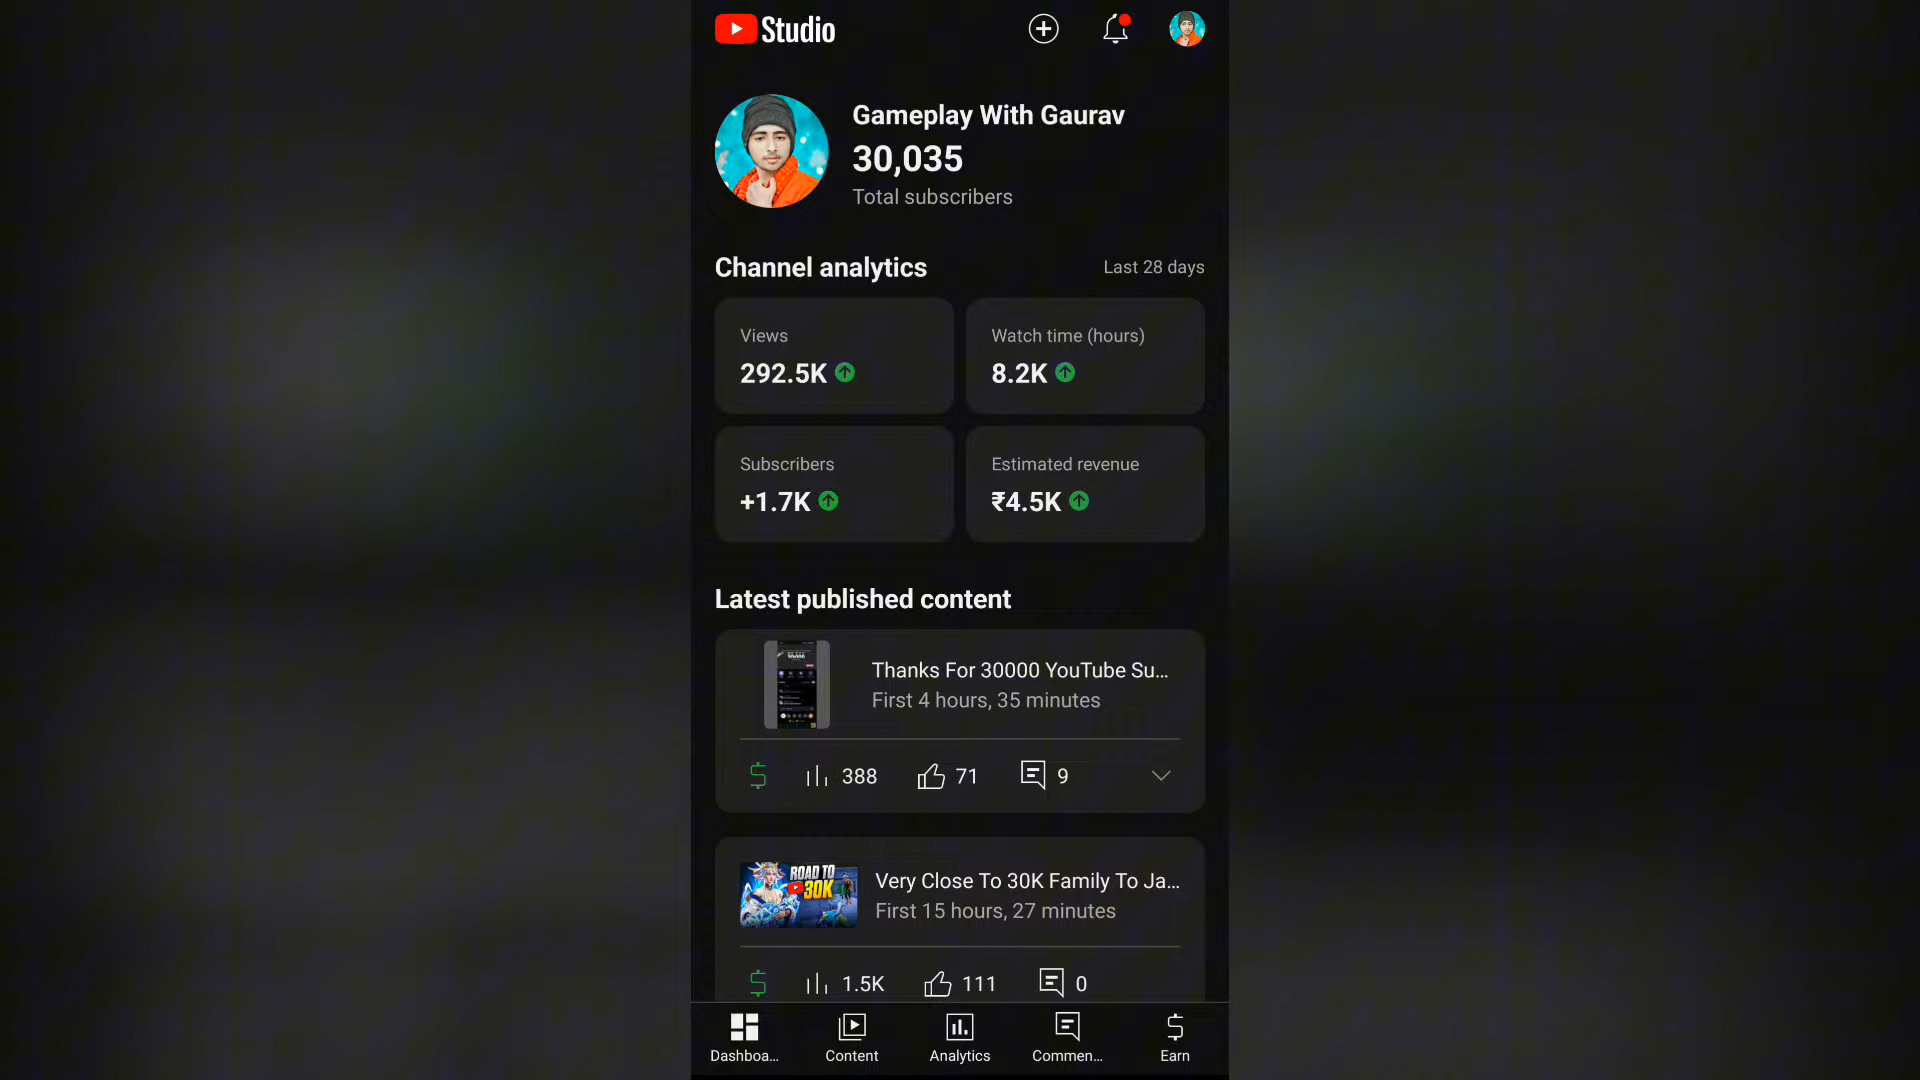 Studio
Gameplay With Gaurav
30,035
Total subscribers
Channel analytics
Last 28 days
Views
292.5K
Watch time (hours)
8.2K
Subscribers
+1.7K
Estimated revenue
₹4.5K
Latest published content
Thanks For 30000 YouTube Su...
First 4 hours, 35 minutes
388
71
9
ROAD TO
30K
Very Close To 30K Family To Ja...
First 15 hours, 27 minutes
1.5K
111
0
Dashboa...
Content
Analytics
Commen...
Earn